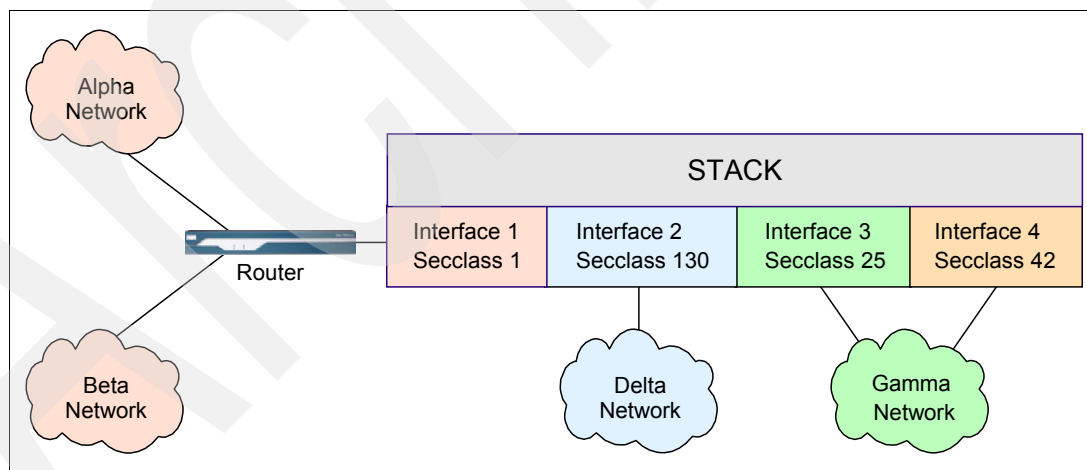 Alpha
Network
STACK
Interface 1
Secclass 1
Interface 2
Secclass 130
Interface 3
Secclass 25
Interface 4
Secclass 42
Router
Beta
Network
Delta
Network
Gamma
Network